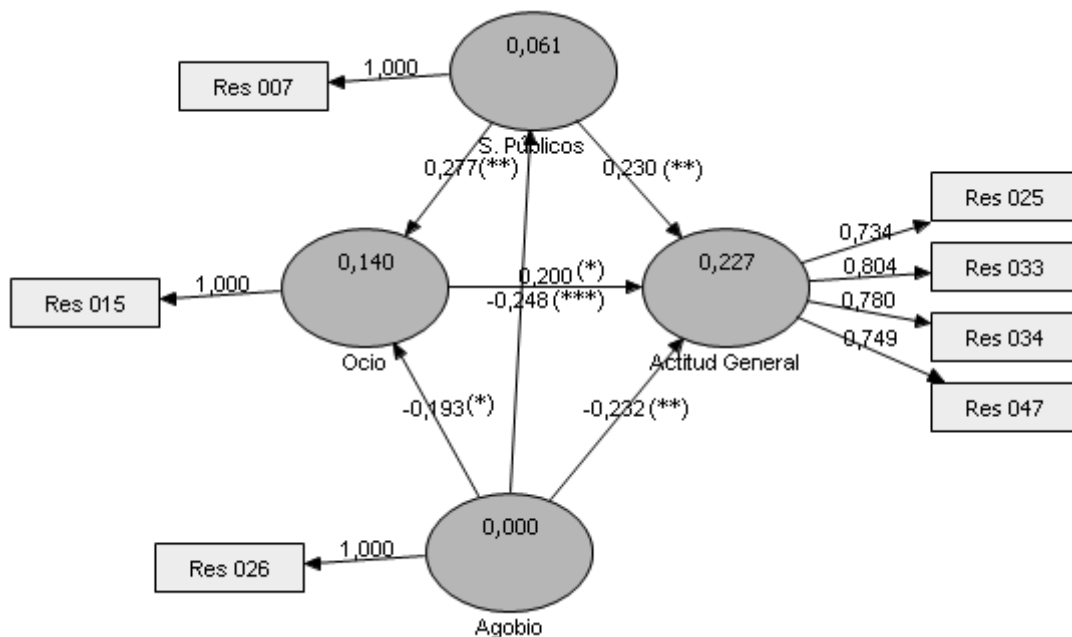 0,061
1,000
Res 007
S. Públicos
0,277(**)
0,230 (**)
Res 025
0,734
0,140
0,200 (*)
0,227
0,804
Res 033
1,000
Res 015
-0,248 (***)
0,780
Res 034
0,749
Ocio
Actitud General
Res 047
-0,193(*)
-0,232(**)
0,000
1,000
Res 026
Agobio